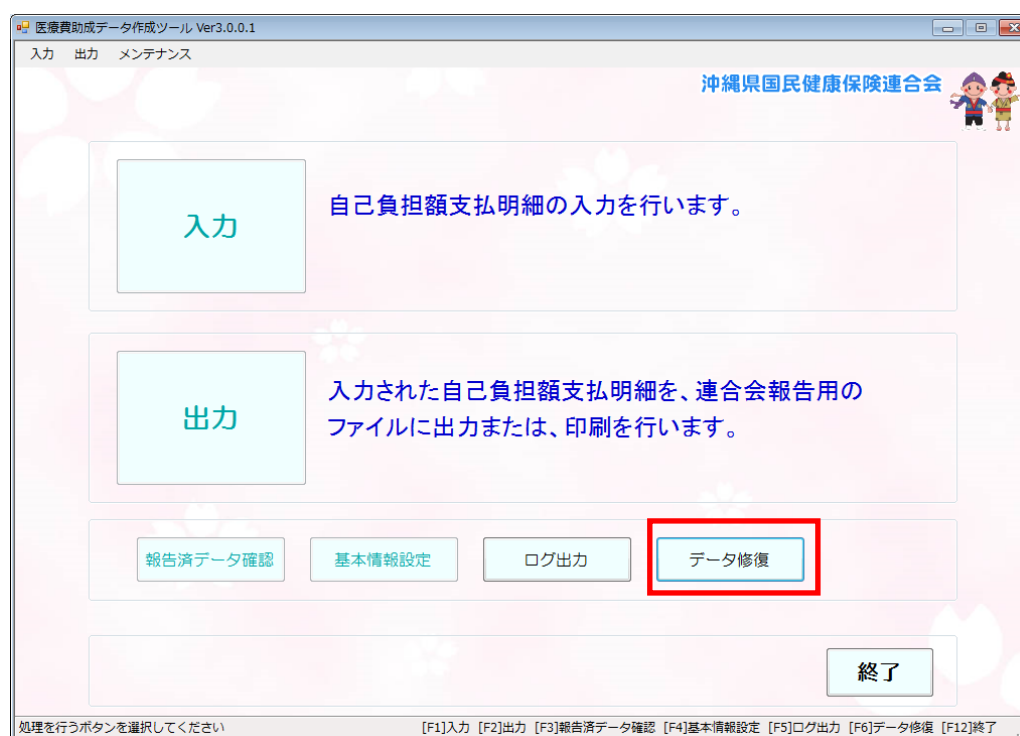 医療費助成データ作成ツール Ver3.0.0.1
入力 出力 メンテナンス
沖縄県国民健康保険連合会
入力
自己負担額支払明細の入力を行います。
出力
入力された自己負担額支払明細を、連合会報告用の
ファイルに出力または、印刷を行います。
報告済データ確認 基本情報設定 ログ出力 データ修復
終了
処理を行うボタンを選択してください [F1]入力 [F2]出力 [F3]報告済データ確認 [F4]基本情報設定 [F5]ログ出力 [F6]データ修復 [F12]終了